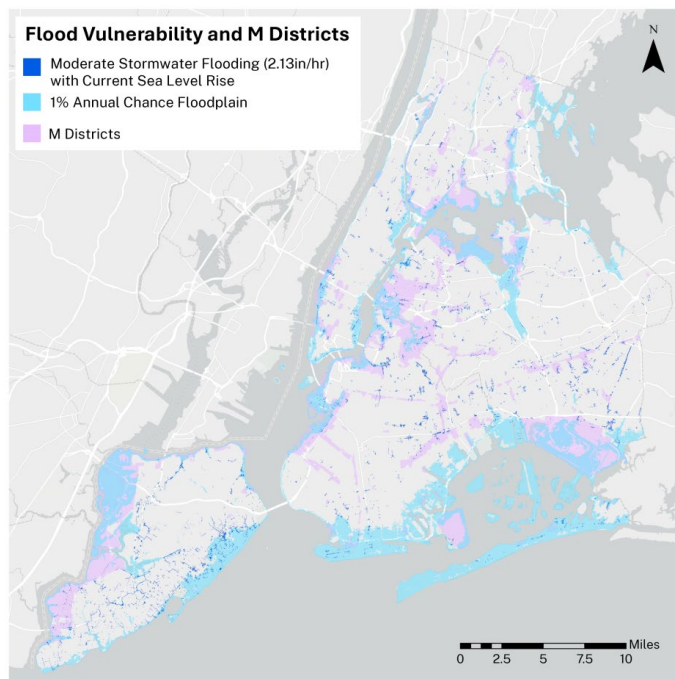 Flood Vulnerability and M Districts
Moderate Stormwater Flooding (2.13in/hr)
with Current Sea Level Rise
1% Annual Chance Floodplain
M Districts
N
Miles
0 2.5 5 7.5 10